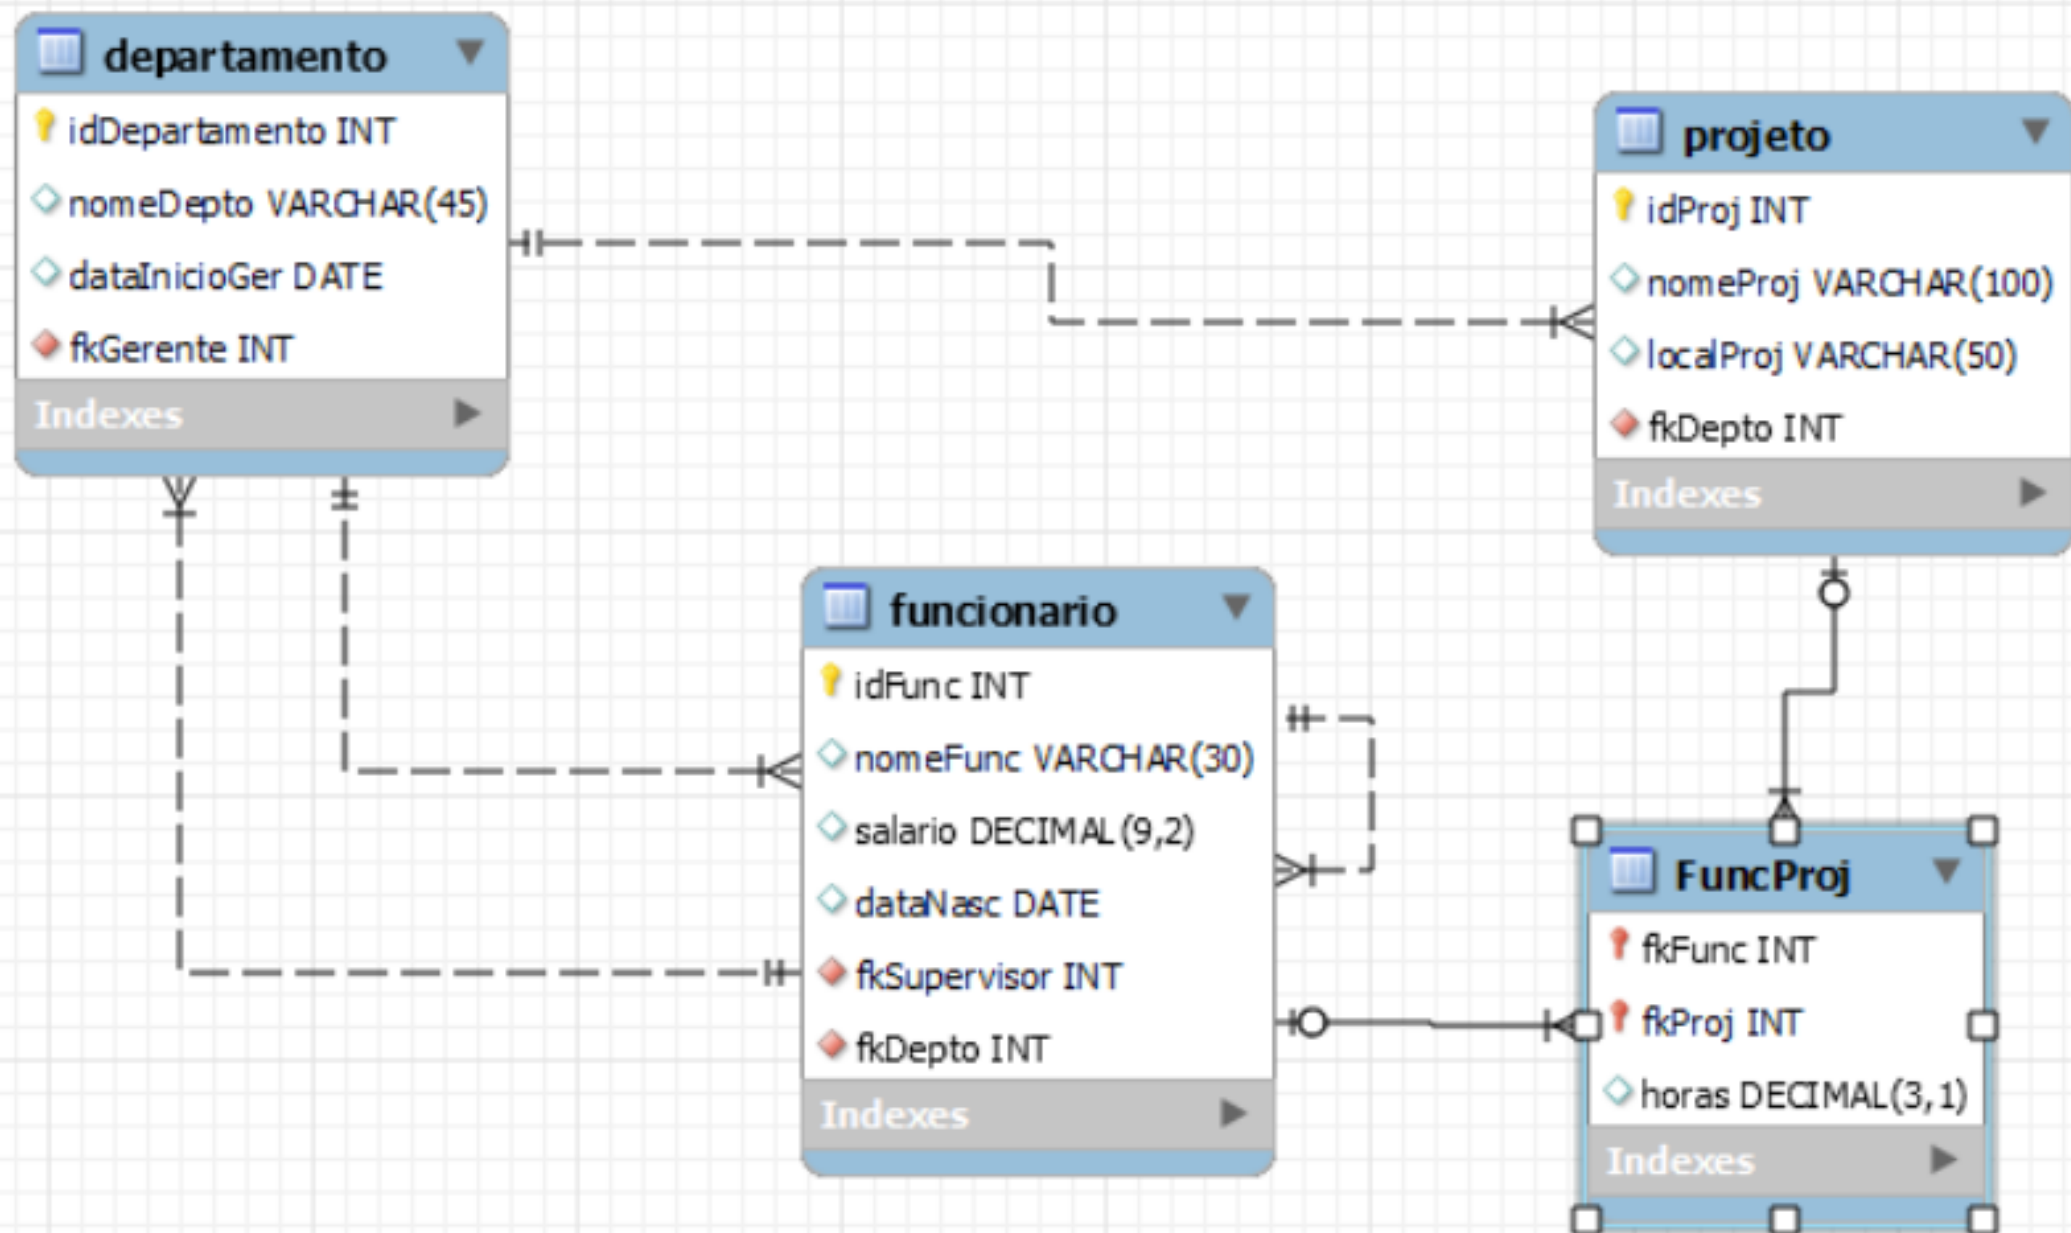 departamento
idDepartamento INT
nomeDepto VARCHAR(45)
dataInicioGer DATE
fkGerente INT
Indexes
projeto
idProj INT
nomeProj VARCHAR(100)
localProj VARCHAR(50)
fkDepto INT
Indexes
funcionario
idFunc INT
nomeFunc VARCHAR(30)
salario DECIMAL(9,2)
dataNasc DATE
fkSupervisor INT
fkDepto INT
Indexes
FuncProj
fkFunc INT
fkProj INT
horas DECIMAL(3,1)
Indexes